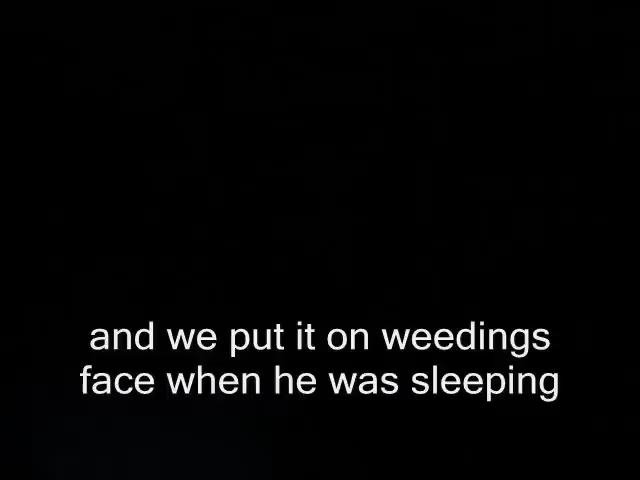 and we put it on weedings
face when he was sleeping